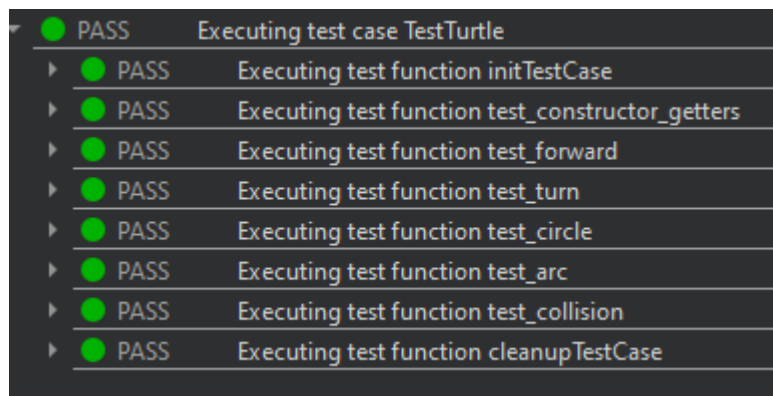 PASS Executing test case TestTurtle
PASS Executing test function initTestCase
PASS Executing test function test_constructor_getters
PASS Executing test function test_forward
PASS Executing test function test_turn
PASS Executing test function test_circle
PASS Executing test function test_arc
PASS Executing test function test_collision
PASS Executing test function cleanupTestCase